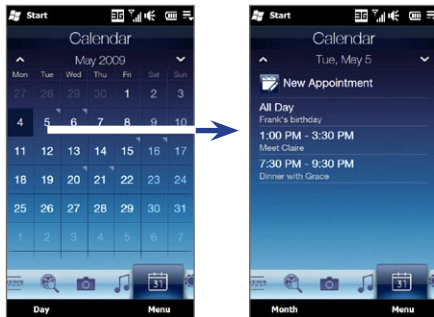 Start
Calendar
May 2009
Mon Tue Wed Thu Fri Sat Sun
27 28 29 30 1 2 3
4 5 6 7 8 9 10
11 12 13 14 15 16 17
18 19 20 21 22 23 24
25 26 27 28 29 30 31
1 2 3 4 5 6 7
31
Day Menu
Start
Calendar
Tue, May 5
New Appointment
All Day
Frank's birthday
1:00 PM - 3:30 PM
Meet Claire
7:30 PM - 9:30 PM
Dinner with Grace
31
Month Menu